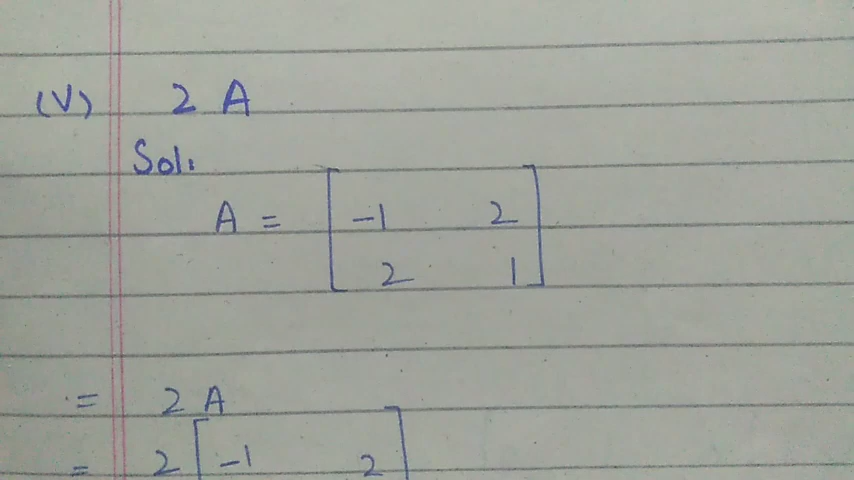 (V) 2 A
Sol.
A = [ -1 2
2 1 ]
= 2 A
= 2 [ -1 2 ]